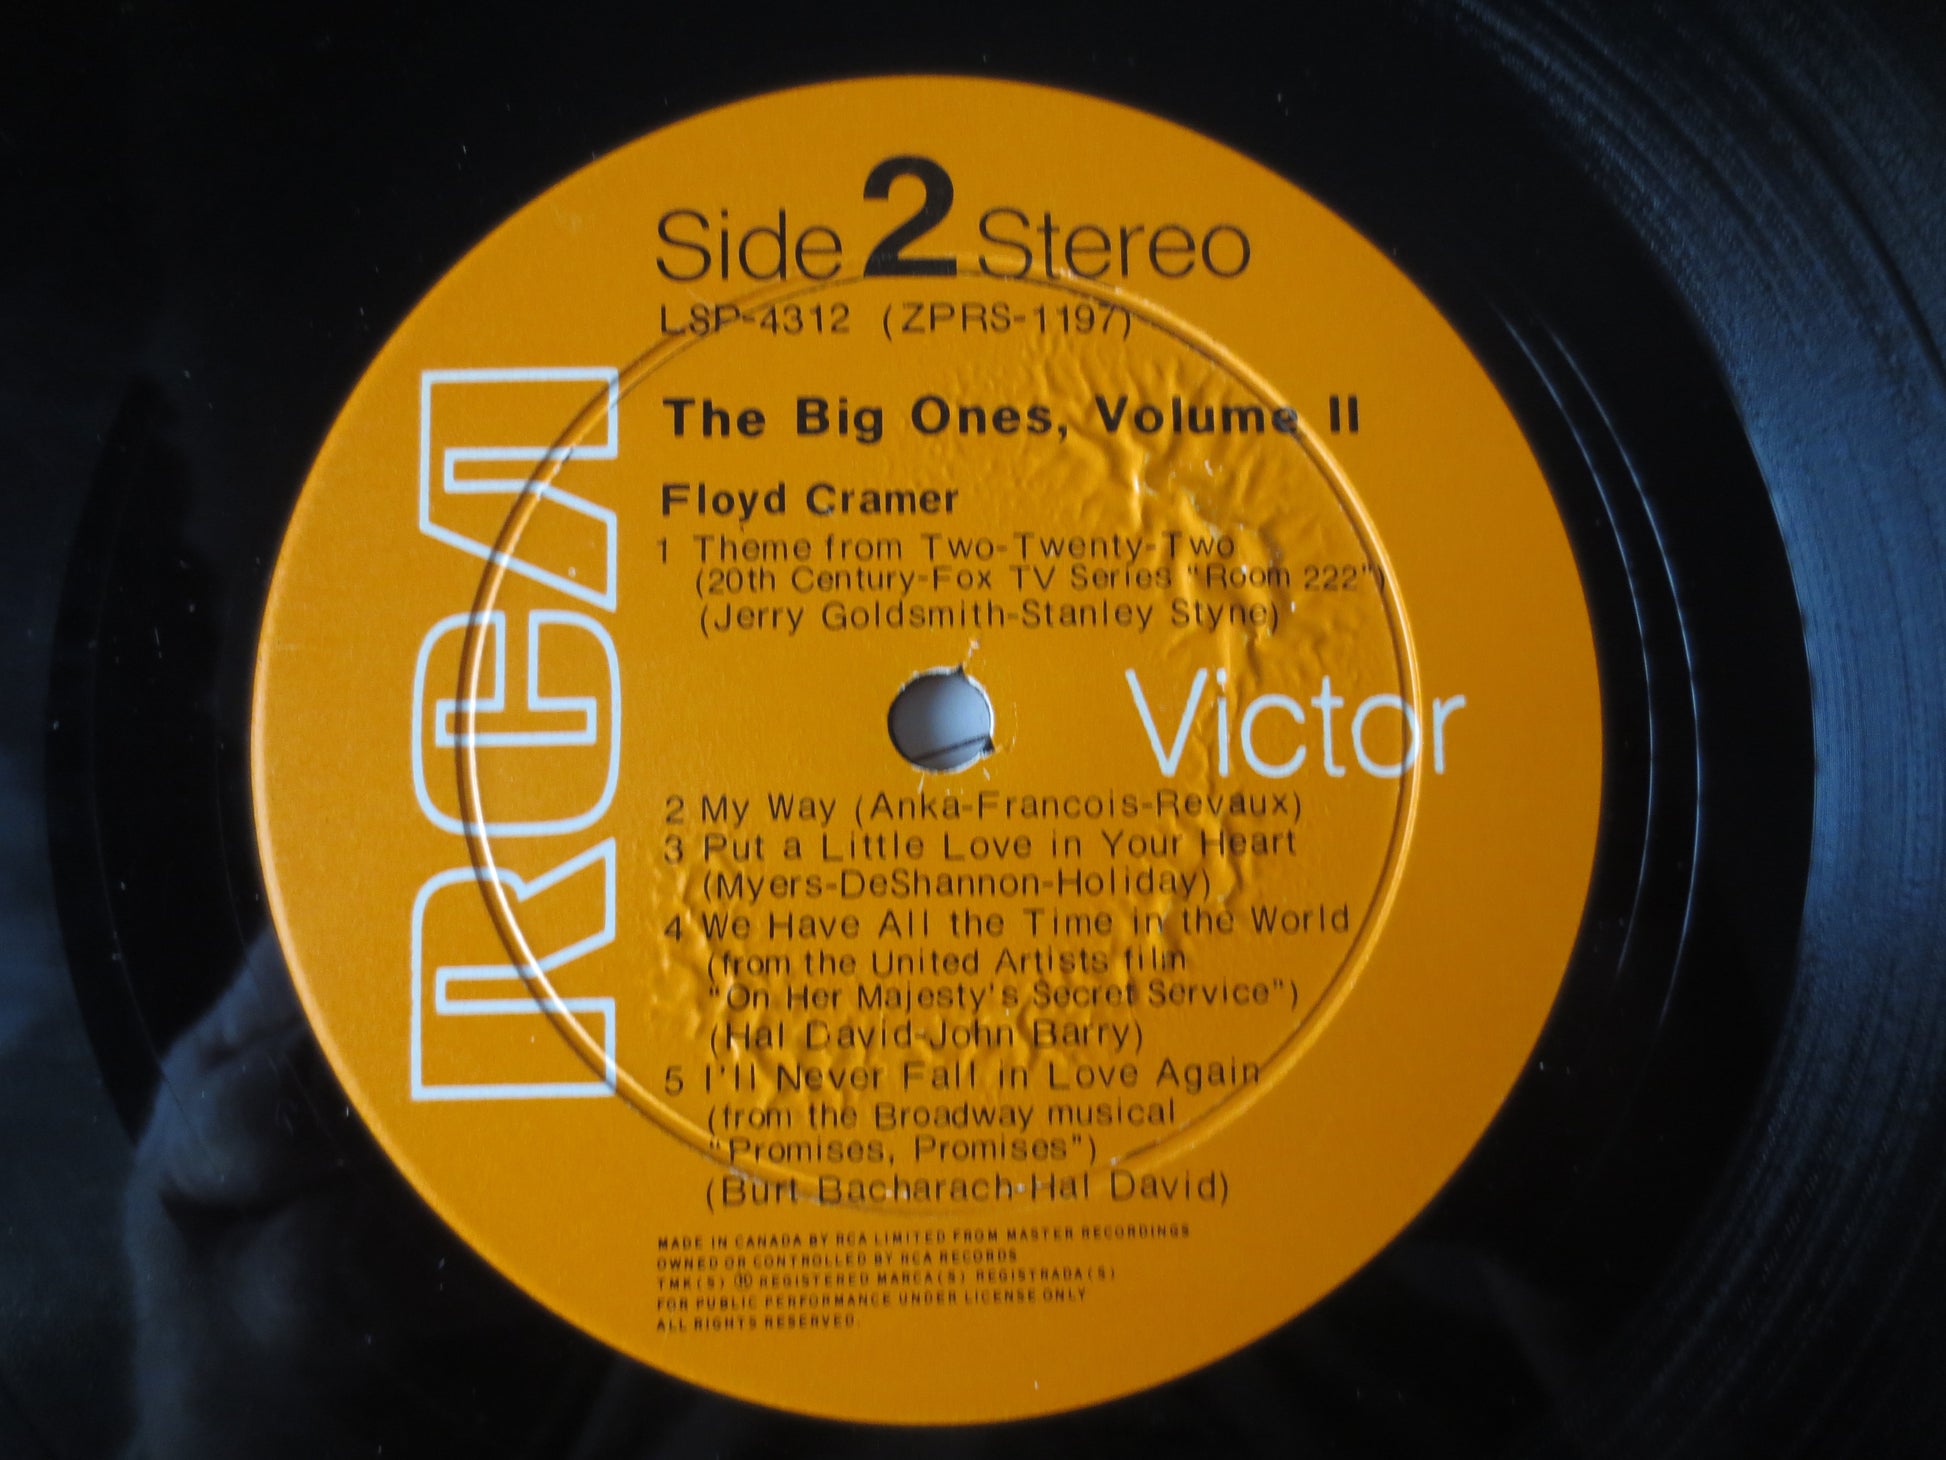 Side 2 Stereo
LSP-4312 (ZPRS-1197)
The Big Ones, Volume II
Floyd Cramer
1 Theme from Two-Twenty-Two
(20th Century-Fox TV Series "Room 222")
(Jerry Goldsmith-Stanley Styne)
RCA
Victor
2 My Way (Anka-Francois-Revaux)
3 Put a Little Love in Your Heart
(Myers-DeShannon-Holiday)
4 We Have All the Time in the World
(from the United Artists film
"On Her Majesty's Secret Service")
(Hal David-John Barry)
5 I'll Never Fall in Love Again
(from the Broadway musical
"Promises, Promises")
(Burt Bacharach-Hal David)
MADE IN CANADA BY RCA LIMITED FROM MASTER RECORDINGS
OWNED OR CONTROLLED BY RCA RECORDS
TMK(S) ® REGISTERED MARCA(S) REGISTRADA(S)
FOR PUBLIC PERFORMANCE UNDER LICENSE ONLY
ALL RIGHTS RESERVED.